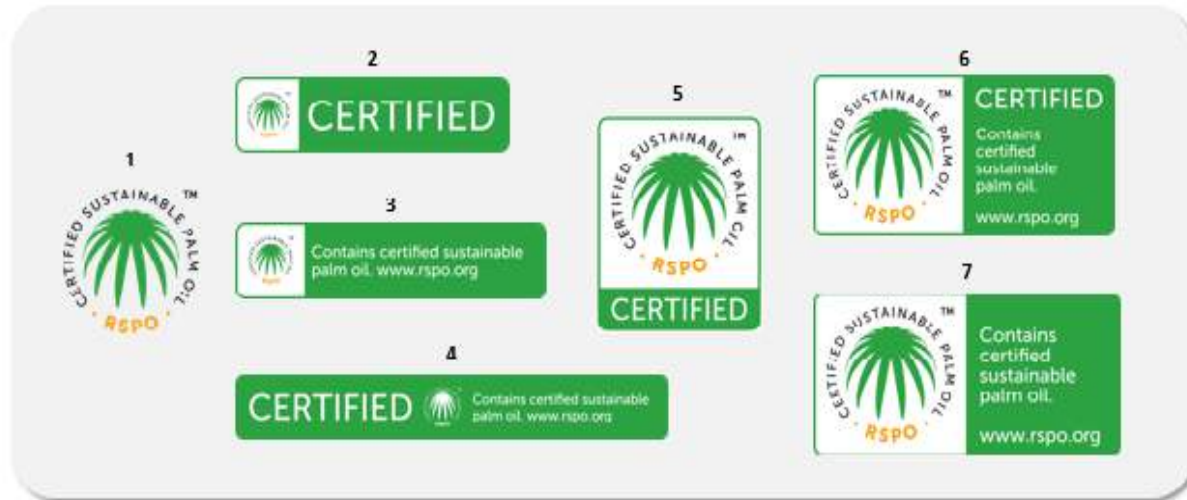 1
CERTIFIED SUSTAINABLE PALM OIL ™
· RSPO ·
2
CERTIFIED
3
Contains certified sustainable
palm oil. www.rspo.org
4
CERTIFIED
Contains certified sustainable
palm oil. www.rspo.org
5
CERTIFIED SUSTAINABLE PALM OIL ™
· RSPO ·
CERTIFIED
6
CERTIFIED SUSTAINABLE PALM OIL ™
· RSPO ·
CERTIFIED
Contains
certified
sustainable
palm oil.
www.rspo.org
7
CERTIFIED SUSTAINABLE PALM OIL ™
· RSPO ·
Contains
certified
sustainable
palm oil.
www.rspo.org